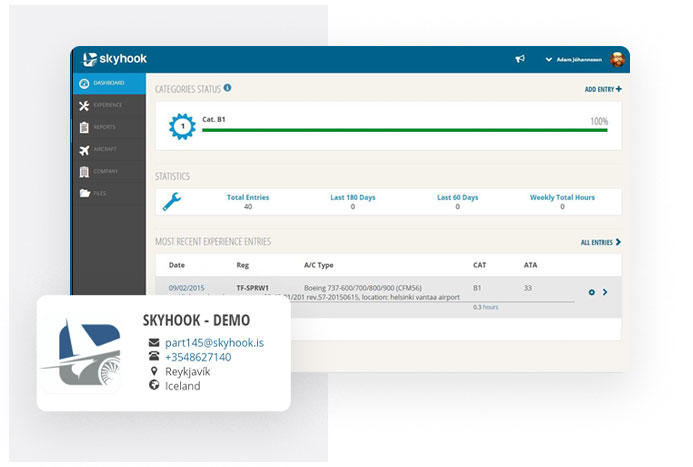 skyhook
Adam Jóhannsson
DASHBOARD
EXPERIENCE
REPORTS
AIRCRAFT
COMPANY
FILES
CATEGORIES STATUS
ADD ENTRY
1
Cat. B1
100%
STATISTICS
Total Entries
40
Last 180 Days
0
Last 60 Days
0
Weekly Total Hours
0
MOST RECENT EXPERIENCE ENTRIES
ALL ENTRIES
Date Reg A/C Type CAT ATA
09/02/2015 TF-SPRW1 Boeing 737-600/700/800/900 (CFM56) B1 33
/201 rev.57-20150615, location: helsinki vantaa airport
0.3 hours
SKYHOOK - DEMO
part145@skyhook.is
+3548627140
Reykjavík
Iceland